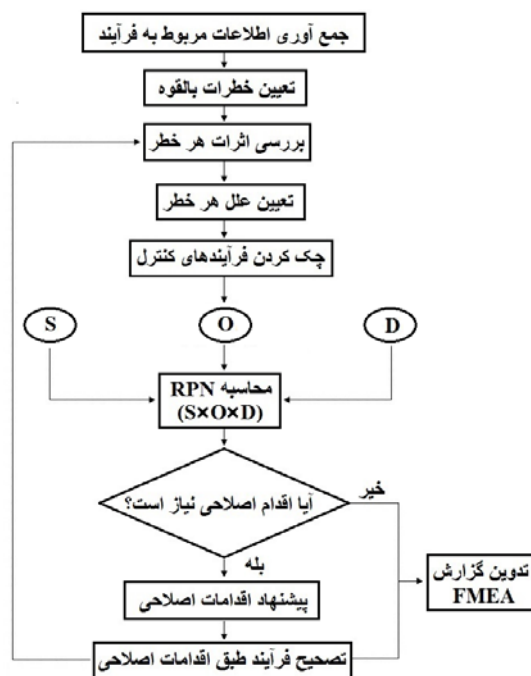 جمع آوری اطلاعات مربوط به فرآیند
تعیین خطرات بالقوه
بررسی اثرات هر خطر
تعیین علل هر خطر
چک کردن فرآیندهای کنترل
S
O
D
محاسبه RPN
(S×O×D)
آیا اقدام اصلاحی نیاز است؟
خیر
بله
پیشنهاد اقدامات اصلاحی
تدوین گزارش
FMEA
تصحیح فرآیند طبق اقدامات اصلاحی